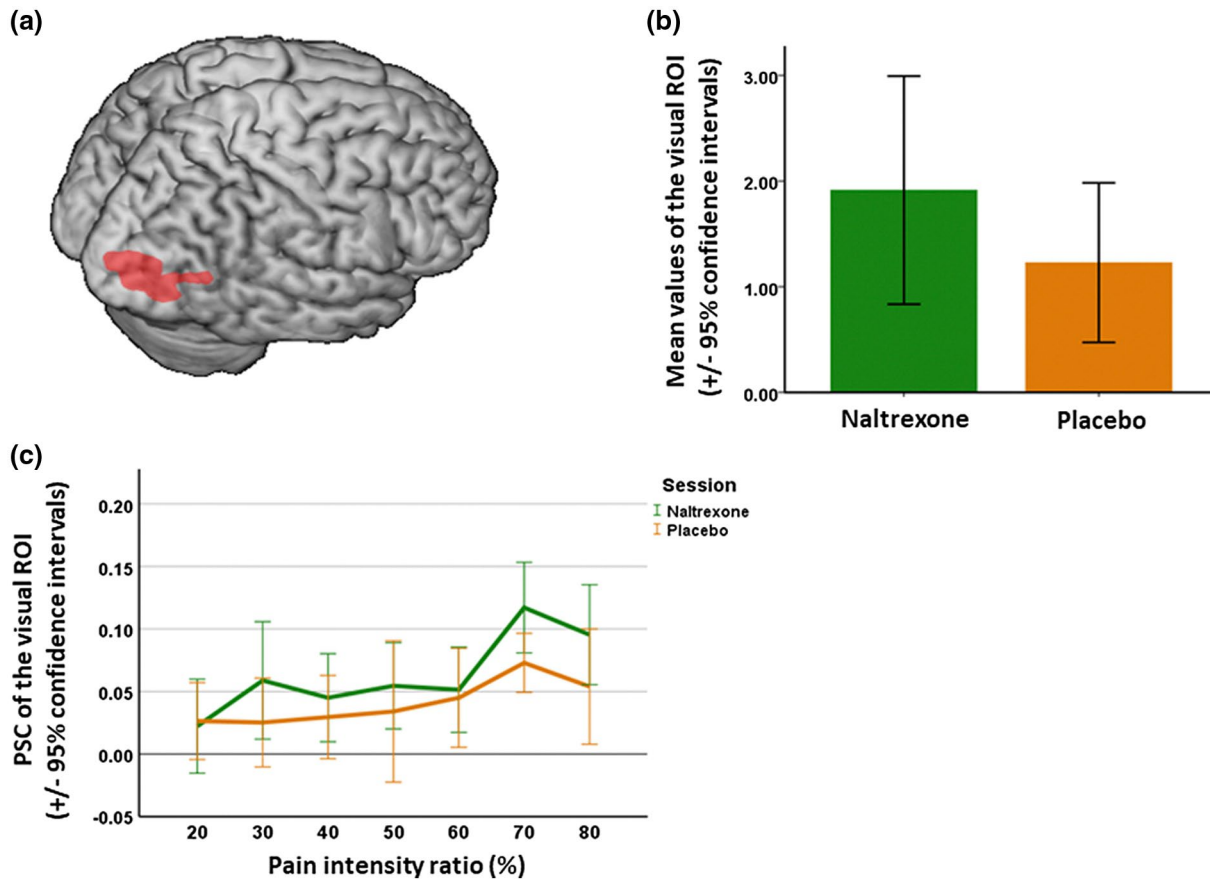 (a)
(b)
Mean values of the visual ROI
(+/- 95% confidence intervals)
3.00
2.00
1.00
0.00
Naltrexone
Placebo
(c)
PSC of the visual ROI
(+/- 95% confidence intervals)
0.20
0.15
0.10
0.05
0.00
-0.05
20 30 40 50 60 70 80
Pain intensity ratio (%)
Session
Naltrexone
Placebo